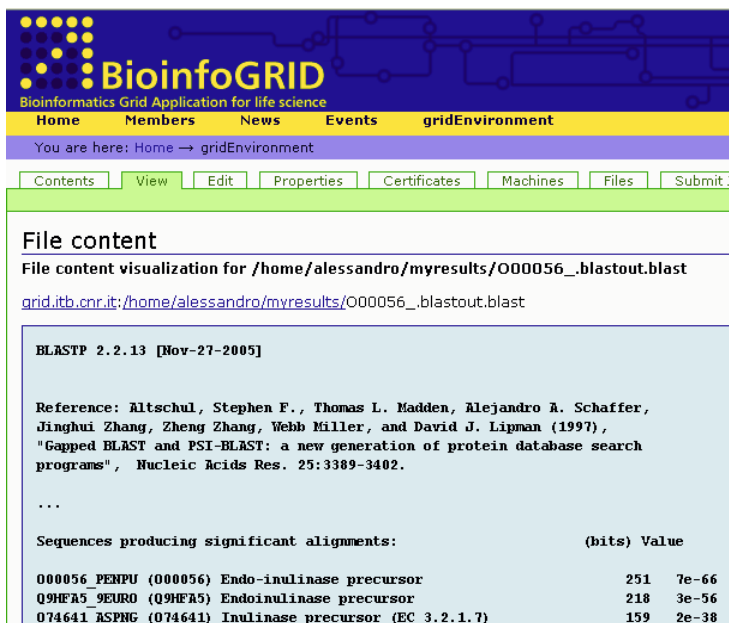 BioinfoGRID
Bioinformatics Grid Application for life science
Home Members News Events gridEnvironment
You are here: Home → gridEnvironment
Contents View Edit Properties Certificates Machines Files Submit
File content
File content visualization for /home/alessandro/myresults/O00056_.blastout.blast
grid.itb.cnr.it:/home/alessandro/myresults/O00056_.blastout.blast
BLASTP 2.2.13 [Nov-27-2005]
Reference: Altschul, Stephen F., Thomas L. Madden, Alejandro A. Schaffer,
Jinghui Zhang, Zheng Zhang, Webb Miller, and David J. Lipman (1997),
"Gapped BLAST and PSI-BLAST: a new generation of protein database search
programs", Nucleic Acids Res. 25:3389-3402.
...
Sequences producing significant alignments: (bits) Value
O00056_PENPU (O00056) Endo-inulinase precursor 251 7e-66
Q9HFA5_9EURO (Q9HFA5) Endoinulinase precursor 218 3e-56
O74641_ASPNG (O74641) Inulinase precursor (EC 3.2.1.7) 159 2e-38